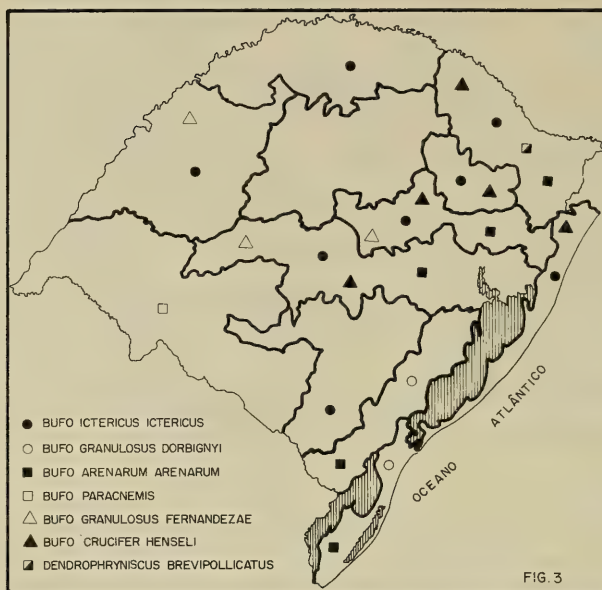 BUFO ICTERICUS ICTERICUS
BUFO GRANULOSUS DORBIGNYI
BUFO ARENARUM ARENARUM
BUFO PARACNEMIS
BUFO GRANULOSUS FERNANDEZAE
BUFO CRUCIFER HENSELI
DENDROPHRYNISCUS BREVIPOLLICATUS
OCEANO
ATLÂNTICO
FIG. 3